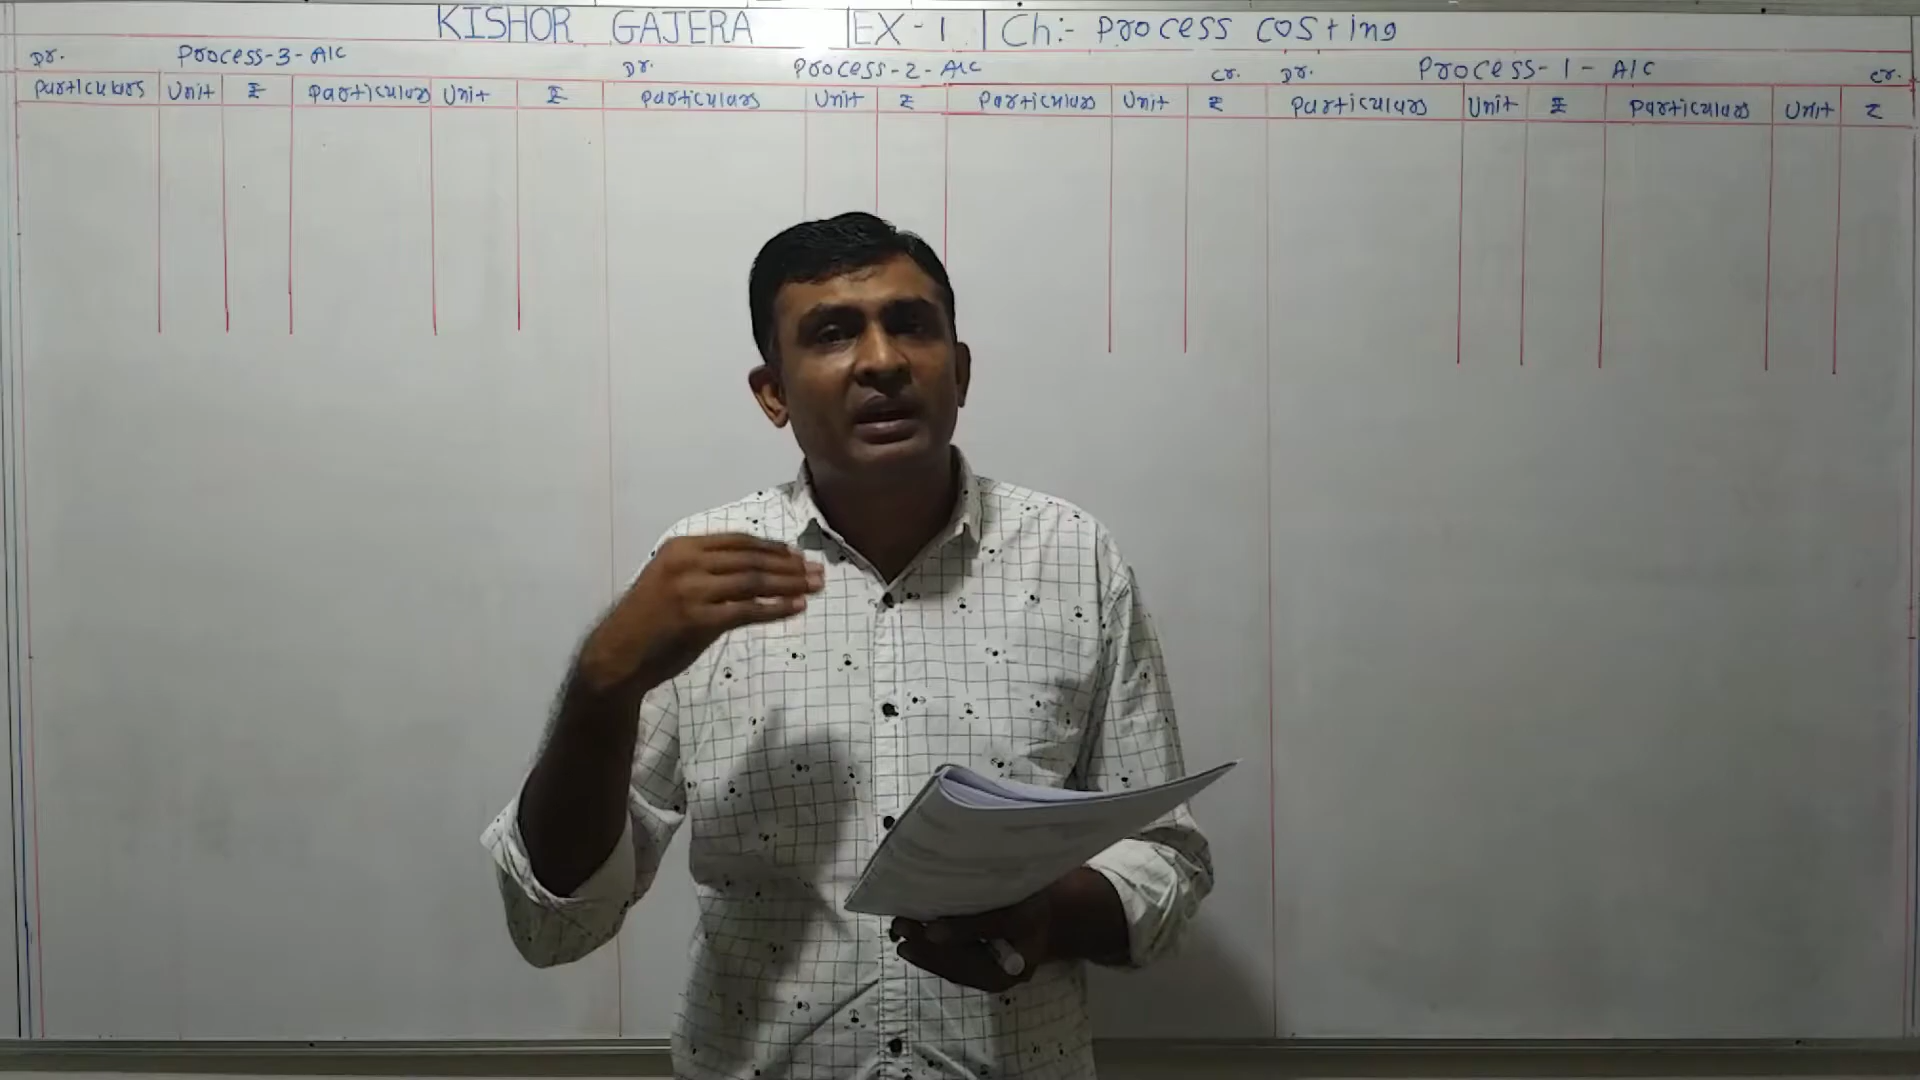 KISHOR GAJERA EX-1 Ch:- Process costing
Dr. Process-3-A/C
Particulars Unit ₹ Particulars Unit ₹
Dr. Process-2-A/C Cr.
Particulars Unit ₹ Particulars Unit ₹
Dr. Process-1-A/C Cr.
Particulars Unit ₹ Particulars Unit ₹